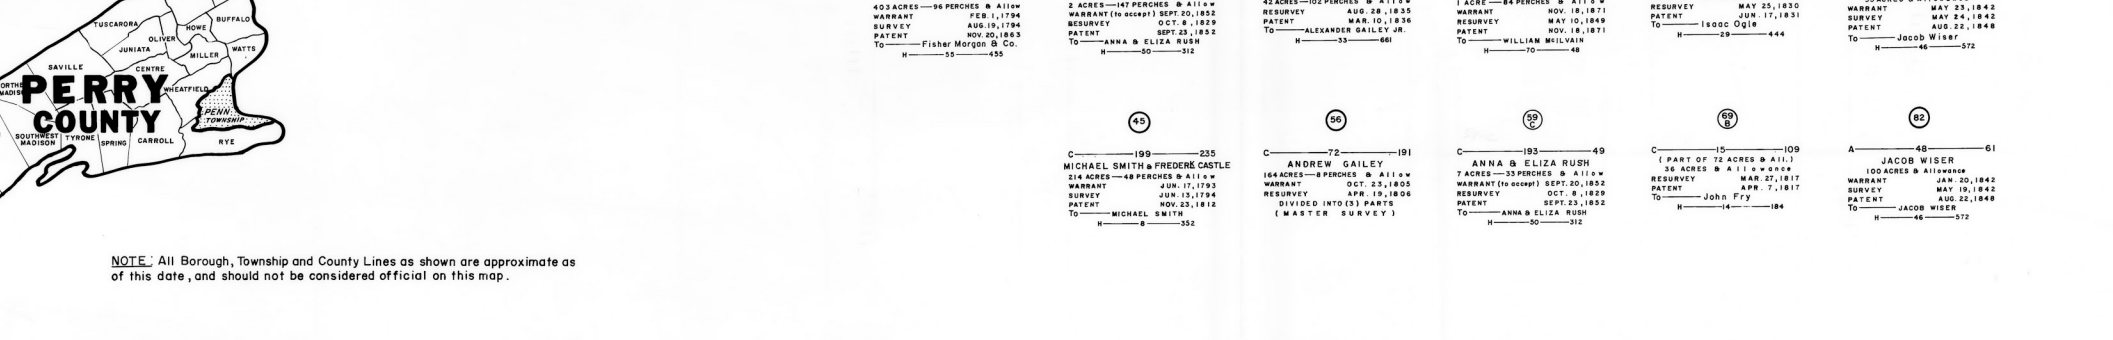 TUSCARORA
BUFFALO
HOWE
OLIVER
JUNIATA
WATTS
MILLER
SAVILLE
CENTRE
PERRY
COUNTY
WHEATFIELD
PENN
TOWNSHIP
SOUTHWEST
MADISON
TYRONE
SPRING
CARROLL
RYE
NOTE: All Borough, Township and County Lines as shown are approximate as
of this date, and should not be considered official on this map.
403 ACRES—96 PERCHES & Allow
WARRANT FEB. 1, 1794
SURVEY AUG. 19, 1794
PATENT NOV. 20, 1863
To—Fisher Morgan & Co.
H—55—455
2 ACRES—147 PERCHES & Allow
WARRANT (to accept) SEPT. 20, 1852
RESURVEY OCT. 8, 1829
PATENT SEPT. 23, 1852
To—ANNA & ELIZA RUSH
H—50—312
42 ACRES—102 PERCHES & Allow
RESURVEY AUG. 28, 1835
PATENT MAR. 10, 1836
To—ALEXANDER GAILEY JR.
H—33—661
1 ACRE—84 PERCHES & Allow
WARRANT NOV. 18, 1871
RESURVEY MAY 10, 1849
PATENT NOV. 18, 1871
To—WILLIAM McILVAIN
H—70—48
RESURVEY MAY 25, 1830
PATENT JUN. 17, 1831
To—Isaac Ogle
H—29—444
WARRANT MAY 23, 1842
SURVEY MAY 24, 1842
PATENT AUG. 22, 1848
To—Jacob Wiser
H—46—572
45
C—199—235
MICHAEL SMITH & FREDERK CASTLE
214 ACRES—48 PERCHES & Allow
WARRANT JUN. 17, 1793
SURVEY JUN. 13, 1794
PATENT NOV. 23, 1812
To—MICHAEL SMITH
H—8—352
56
C—72—191
ANDREW GAILEY
164 ACRES—8 PERCHES & Allow
WARRANT OCT. 23, 1805
RESURVEY APR. 19, 1806
DIVIDED INTO (3) PARTS
(MASTER SURVEY)
59
C
C—193—49
ANNA & ELIZA RUSH
7 ACRES—33 PERCHES & Allow
WARRANT (to accept) SEPT. 20, 1852
RESURVEY OCT. 8, 1829
PATENT SEPT. 23, 1852
To—ANNA & ELIZA RUSH
H—50—312
69
B
C—15—109
(PART OF 72 ACRES & All.)
36 ACRES & Allowance
RESURVEY MAR. 27, 1817
PATENT APR. 7, 1817
To—John Fry
H—14—184
82
A—48—61
JACOB WISER
100 ACRES & Allowance
WARRANT JAN. 20, 1842
SURVEY MAY 19, 1842
PATENT AUG. 22, 1848
To—JACOB WISER
H—46—572